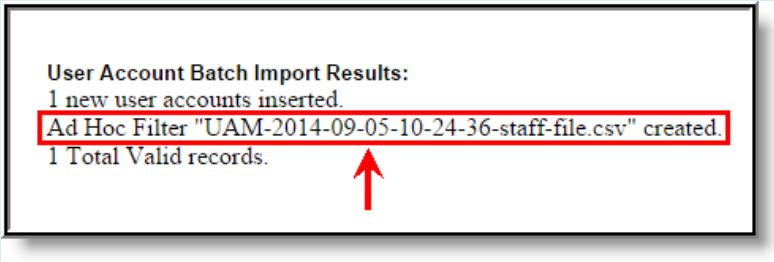 User Account Batch Import Results:
1 new user accounts inserted.
Ad Hoc Filter "UAM-2014-09-05-10-24-36-staff-file.csv" created.
1 Total Valid records.